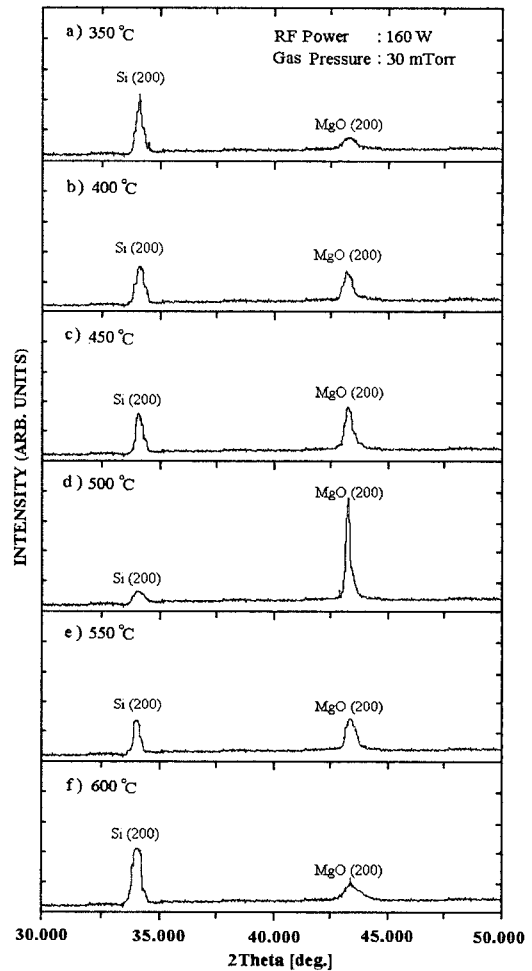 a) 350 °C
RF Power : 160 W
Gas Pressure : 30 mTorr
Si (200)
MgO (200)
b) 400 °C
Si (200)
MgO (200)
c) 450 °C
Si (200)
MgO (200)
d) 500 °C
MgO (200)
Si (200)
e) 550 °C
Si (200)
MgO (200)
f) 600 °C
Si (200)
MgO (200)
INTENSITY (ARB. UNITS)
30.000 35.000 40.000 45.000 50.000
2Theta [deg.]